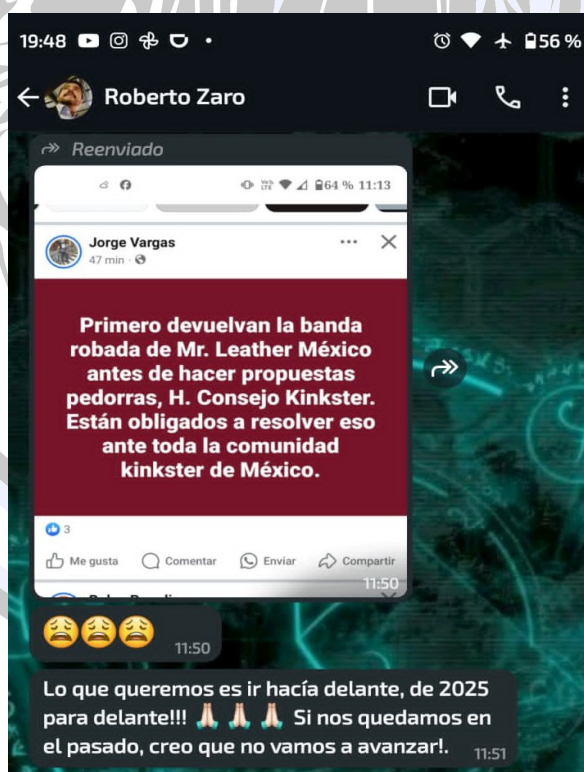 19:48
56 %
Roberto Zaro
Reenviado
64 % 11:13
Jorge Vargas
47 min
Primero devuelvan la banda
robada de Mr. Leather México
antes de hacer propuestas
pedorras, H. Consejo Kinkster.
Están obligados a resolver eso
ante toda la comunidad
kinkster de México.
3
Me gusta
Comentar
Enviar
Compartir
11:50
11:50
Lo que queremos es ir hacía delante, de 2025
para delante!!! 🙏🏻 🙏🏻 🙏🏻 Si nos quedamos en
el pasado, creo que no vamos a avanzar!.
11:51